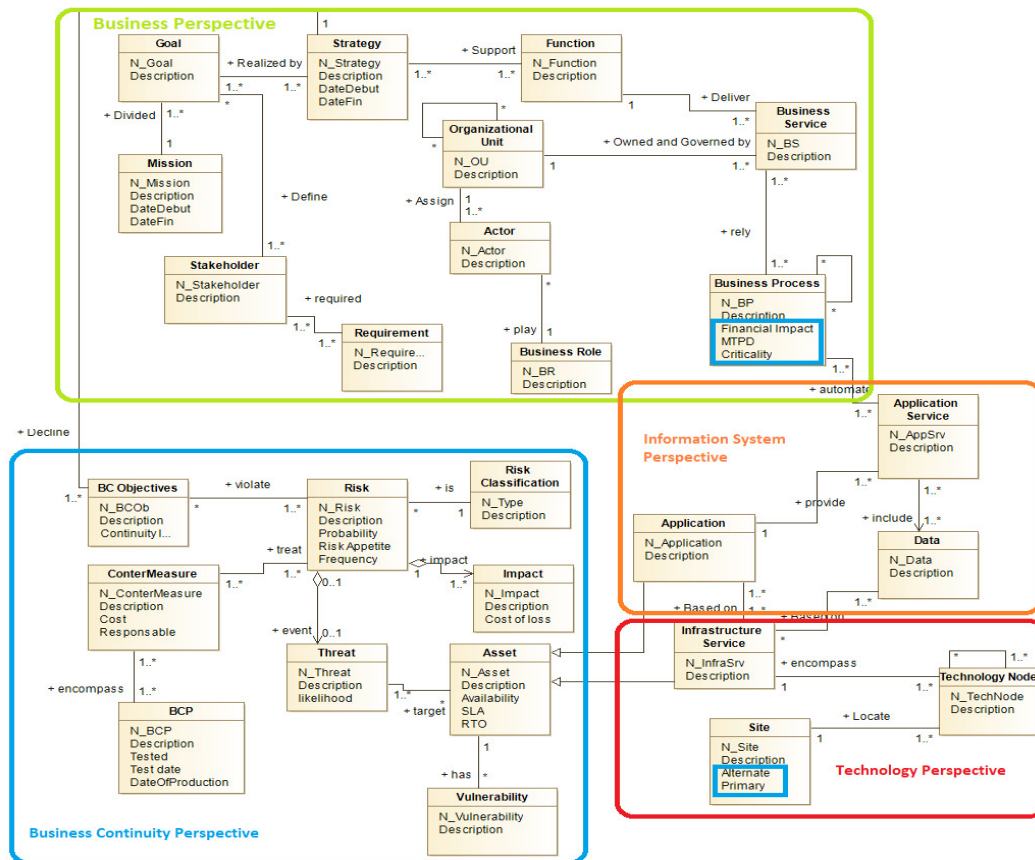 Business Perspective
1
Goal
N_Goal
Description
+ Realized by
1..*
1..*
*
Strategy
N_Strategy
Description
DateDebut
DateFin
+ Support
1..*
1..*
Function
N_Function
Description
1
+ Deliver
1..*
Business
Service
N_BS
Description
1..*
+ Divided
1..*
1
Mission
N_Mission
Description
DateDebut
DateFin
+ Define
1..*
*
*
Organizational
Unit
N_OU
Description
+ Owned and Governed by
1
1..*
+ Assign
1
1..*
Actor
N_Actor
Description
*
+ play
1
Business Role
N_BR
Description
+ rely
1..*
Stakeholder
N_Stakeholder
Description
+ required
1..*
1..*
Requirement
N_Require...
Description
Business Process
N_BP
Description
Financial Impact
MTPD
Criticality
*
*
1..*
+ automate
1..*
Information System
Perspective
Application
Service
N_AppSrv
Description
1..*
+ provide
1
+ include
1..*
Application
N_Application
Description
Data
N_Data
Description
1..*
1..*
1..*
+ Based on
+ Based on
*
+ Decline
1..*
BC Objectives
N_BCOb
Description
Continuity I...
+ violate
*
1..*
Risk
N_Risk
Description
Probability
Risk Appetite
Frequency
+ is
*
1
Risk
Classification
N_Type
Description
+ treat
1..*
1..*
ConterMeasure
N_ConterMeasure
Description
Cost
Responsable
+ impact
1
1..*
Impact
N_Impact
Description
Cost of loss
0..1
+ event
0..1
Threat
N_Threat
Description
likelihood
1..*
*
+ target
Asset
N_Asset
Description
Availability
SLA
RTO
1
+ has
*
Vulnerability
N_Vulnerability
Description
1..*
+ encompass
1..*
BCP
N_BCP
Description
Tested
Test date
DateOfProduction
Business Continuity Perspective
Infrastructure
Service
N_InfraSrv
Description
+ encompass
1
1..*
*
1..*
Technology Node
N_TechNode
Description
+ Locate
1
1..*
Site
N_Site
Description
Alternate
Primary
Technology Perspective